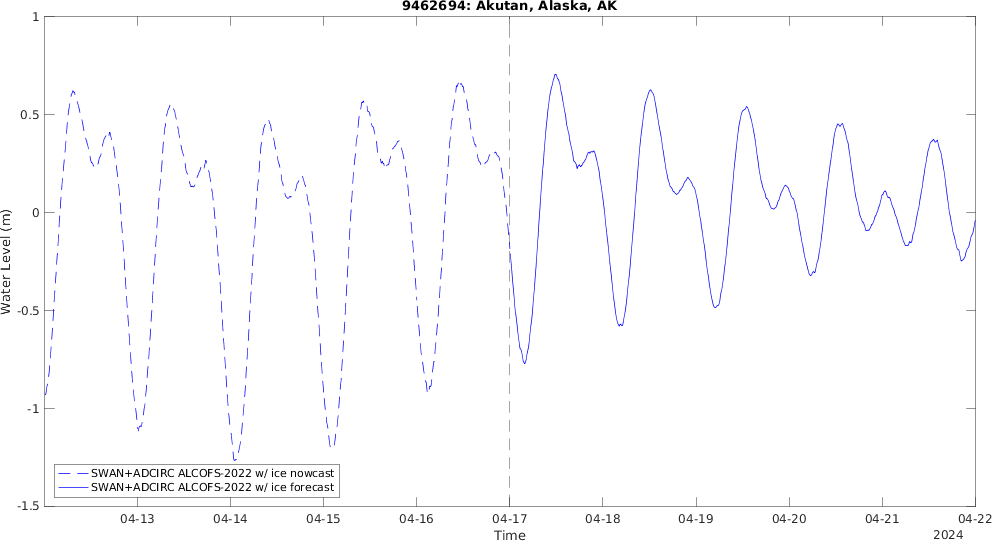 9462694: Akutan, Alaska, AK
Water Level (m)
1
0.5
0
-0.5
-1
-1.5
SWAN+ADCIRC ALCOFS-2022 w/ ice nowcast
SWAN+ADCIRC ALCOFS-2022 w/ ice forecast
04-13 04-14 04-15 04-16 04-17 04-18 04-19 04-20 04-21 04-22
Time
2024